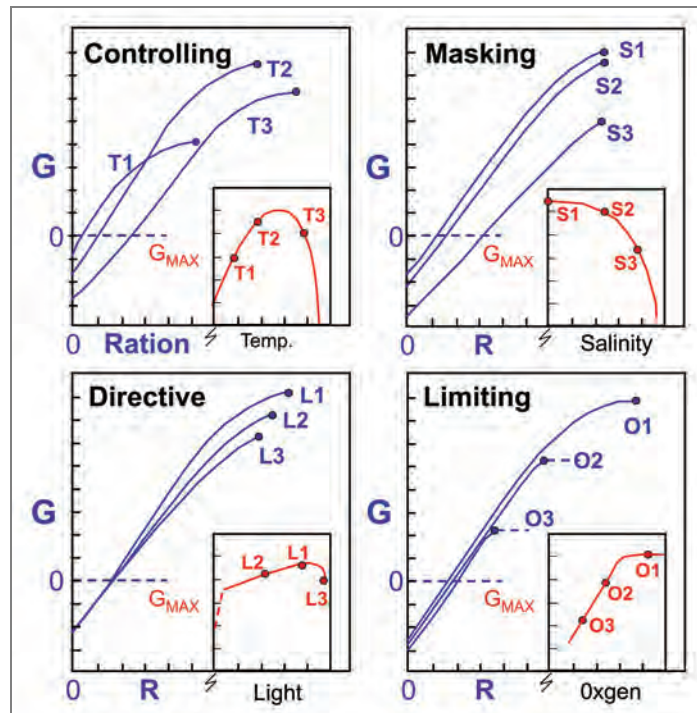 Controlling
T2
T3
T1
G
0
G_MAX
T1
T2
T3
0 Ration
Temp.
Masking
S1
S2
S3
G
0
G_MAX
S1
S2
S3
0 R
Salinity
Directive
L1
L2
L3
G
0
G_MAX
L2
L1
L3
0 R
Light
Limiting
O1
O2
O3
G
0
G_MAX
O1
O2
O3
0 R
0xgen